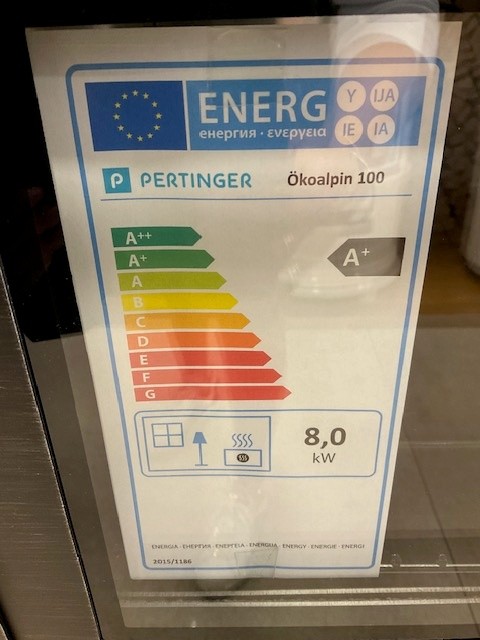 ENERG Y IJA
енергия · ενεργεια IE IA
P PERTINGER Ökoalpin 100
A++
A+ A+
A
B
C
D
E
F
G
8,0
kW
ENERGIA · ЕНЕРГИЯ · ΕΝΕΡΓΕΙΑ · ENERGIJA · ENERGY · ENERGIE · ENERGI
2015/1186